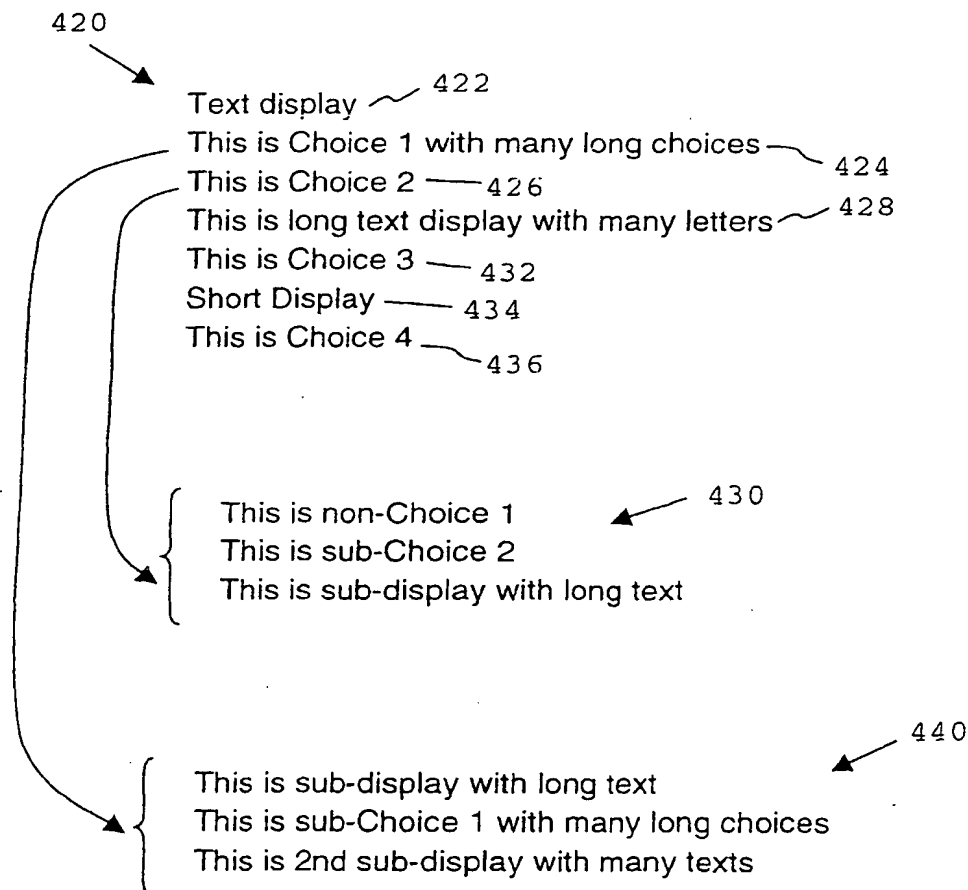 420
Text display 422
This is Choice 1 with many long choices 424
This is Choice 2 426
This is long text display with many letters 428
This is Choice 3 432
Short Display 434
This is Choice 4 436
This is non-Choice 1 430
This is sub-Choice 2
This is sub-display with long text
440
This is sub-display with long text
This is sub-Choice 1 with many long choices
This is 2nd sub-display with many texts